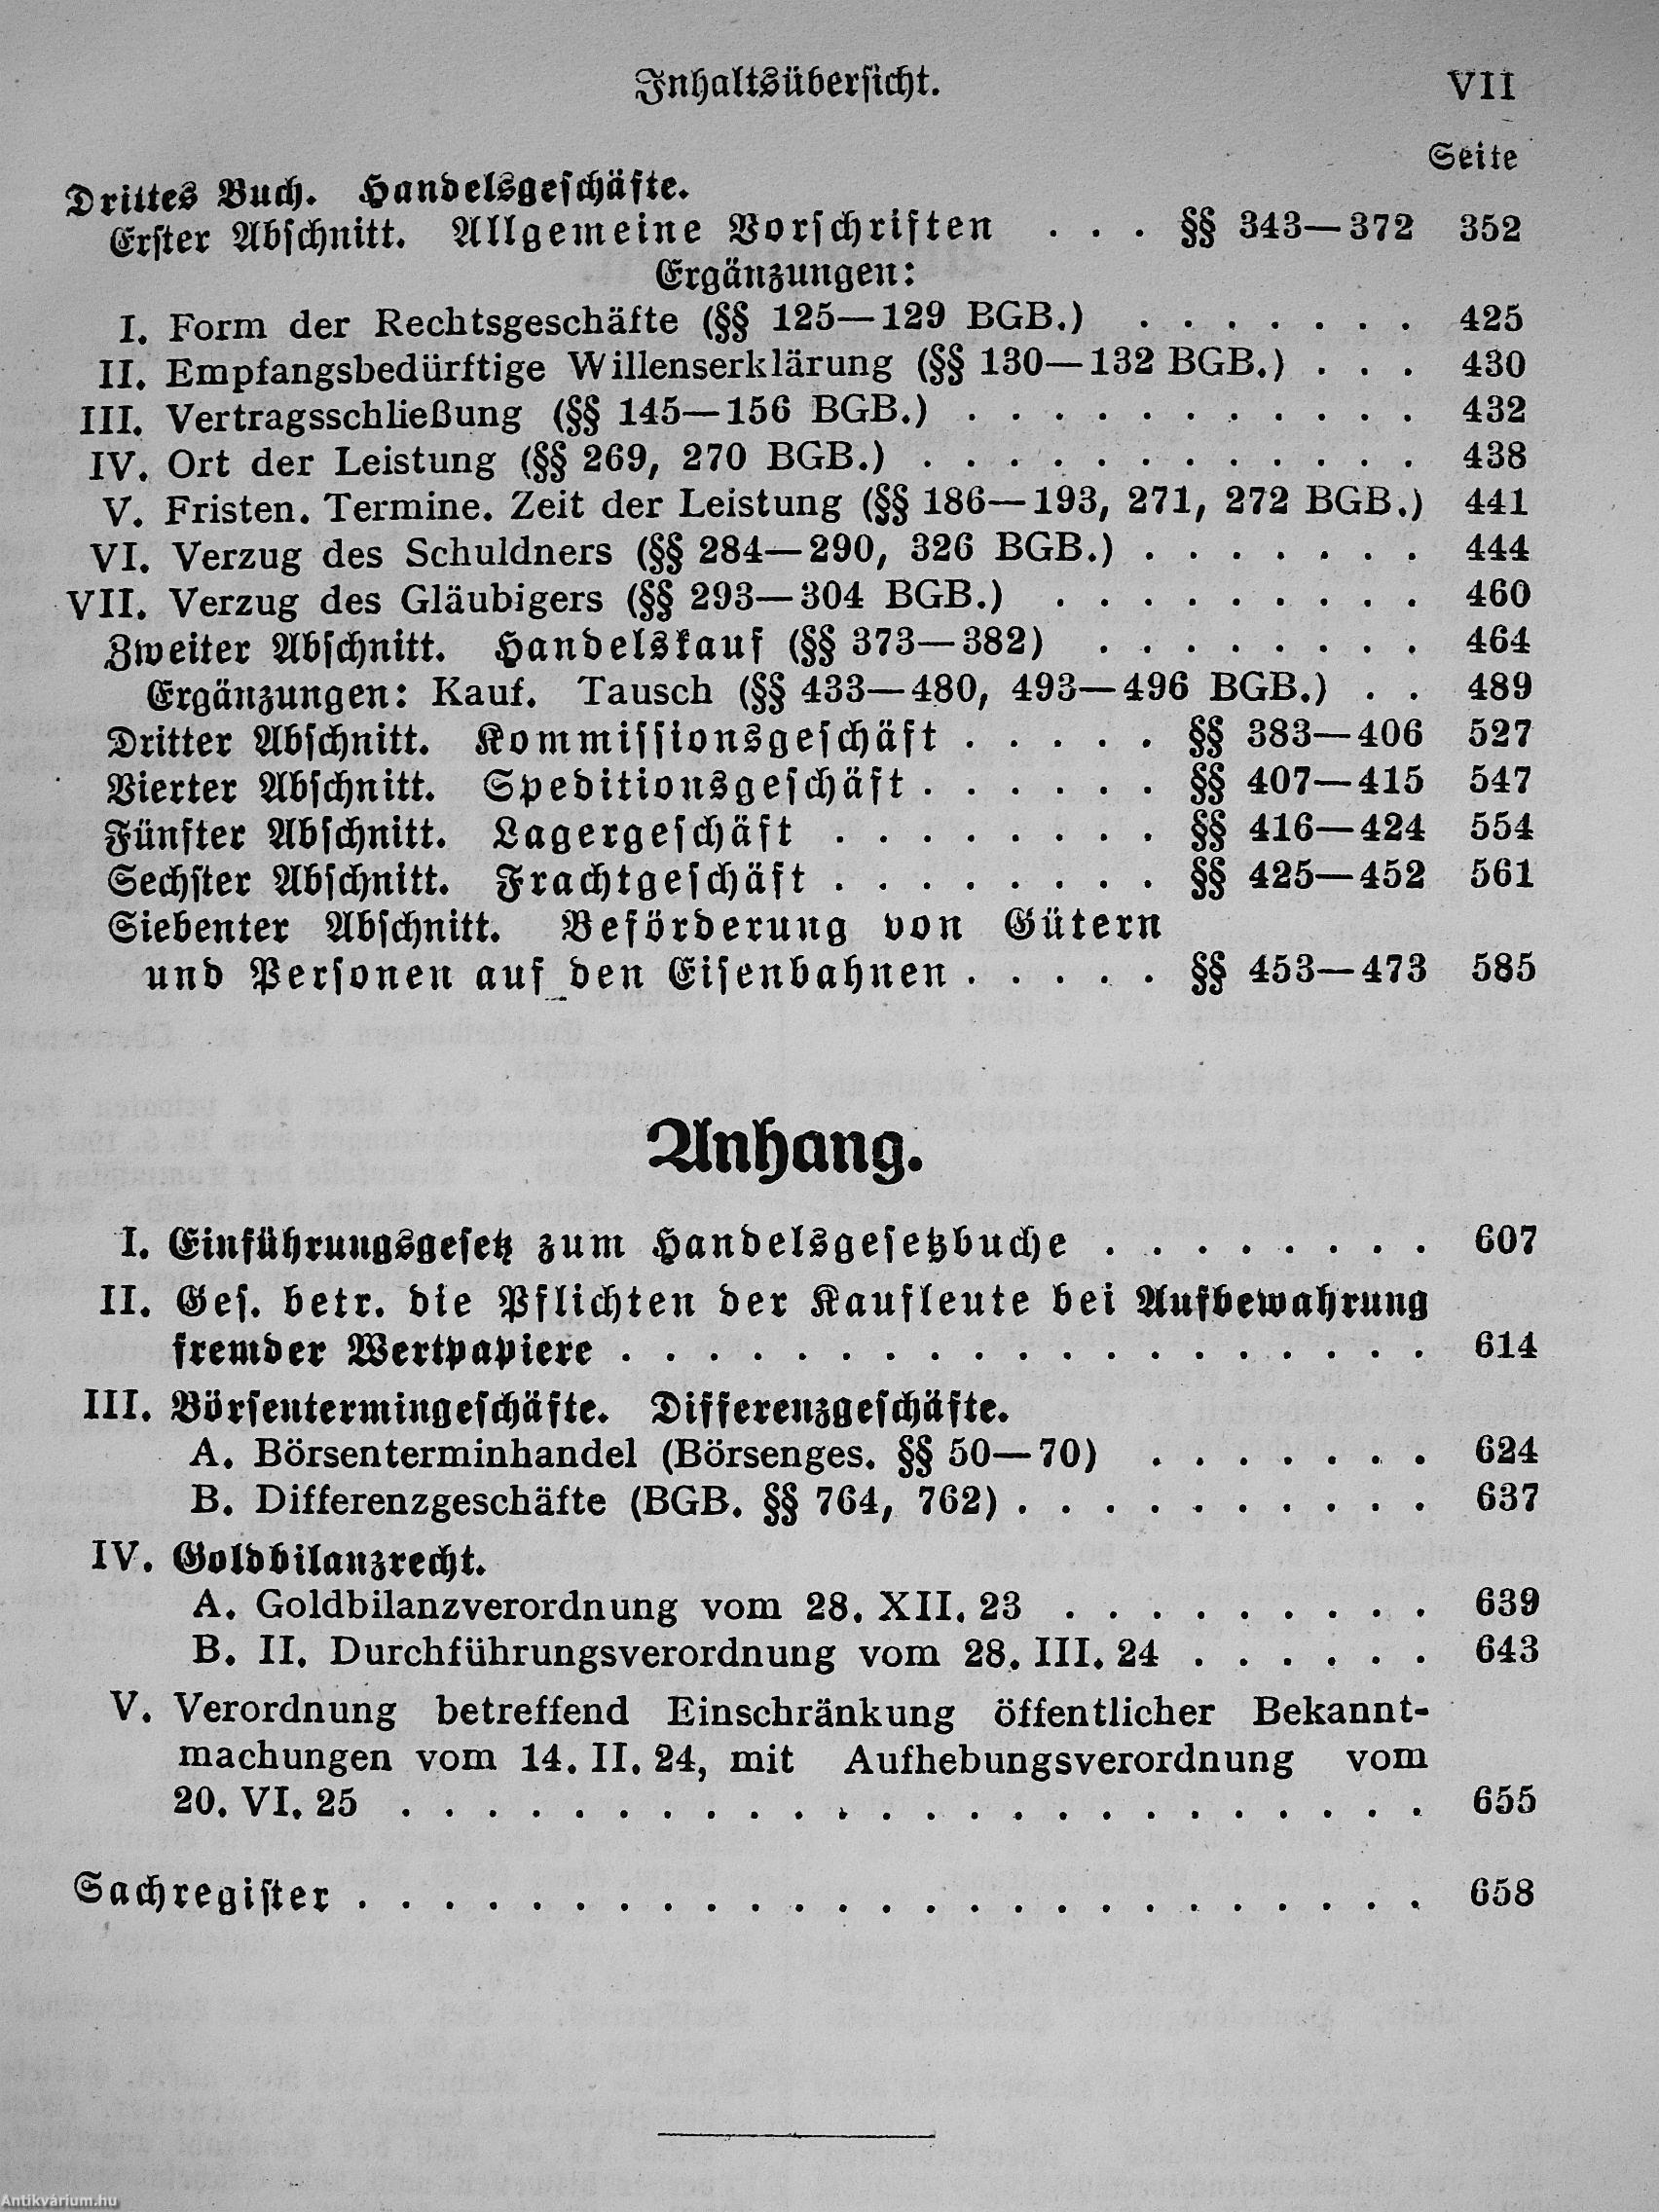 Inhaltsübersicht. VII
Seite
Drittes Buch. Handelsgeschäfte.
Erster Abschnitt. Allgemeine Vorschriften . . . §§ 343—372 352
Ergänzungen:
I. Form der Rechtsgeschäfte (§§ 125—129 BGB.) . . . . . . . 425
II. Empfangsbedürftige Willenserklärung (§§ 130—132 BGB.) . . . 430
III. Vertragsschließung (§§ 145—156 BGB.) . . . . . . . . . . . 432
IV. Ort der Leistung (§§ 269, 270 BGB.) . . . . . . . . . . . . 438
V. Fristen. Termine. Zeit der Leistung (§§ 186—193, 271, 272 BGB.) 441
VI. Verzug des Schuldners (§§ 284—290, 326 BGB.) . . . . . . . 444
VII. Verzug des Gläubigers (§§ 293—304 BGB.) . . . . . . . . . 460
Zweiter Abschnitt. Handelskauf (§§ 373—382) . . . . . . . . 464
Ergänzungen: Kauf. Tausch (§§ 433—480, 493—496 BGB.) . . 489
Dritter Abschnitt. Kommissionsgeschäft . . . . . §§ 383—406 527
Vierter Abschnitt. Speditionsgeschäft . . . . . . §§ 407—415 547
Fünfter Abschnitt. Lagergeschäft . . . . . . . . §§ 416—424 554
Sechster Abschnitt. Frachtgeschäft . . . . . . . . §§ 425—452 561
Siebenter Abschnitt. Beförderung von Gütern
und Personen auf den Eisenbahnen . . . . . §§ 453—473 585
Anhang.
I. Einführungsgesetz zum Handelsgesetzbuche . . . . . . . . 607
II. Ges. betr. die Pflichten der Kaufleute bei Aufbewahrung
fremder Wertpapiere . . . . . . . . . . . . . . . . . . . 614
III. Börsentermingeschäfte. Differenzgeschäfte.
A. Börsenterminhandel (Börsenges. §§ 50—70) . . . . . . . 624
B. Differenzgeschäfte (BGB. §§ 764, 762) . . . . . . . . . . 637
IV. Goldbilanzrecht.
A. Goldbilanzverordnung vom 28. XII. 23 . . . . . . . . . 639
B. II. Durchführungsverordnung vom 28. III. 24 . . . . . . 643
V. Verordnung betreffend Einschränkung öffentlicher Bekannt-
machungen vom 14. II. 24, mit Aufhebungsverordnung vom
20. VI. 25 . . . . . . . . . . . . . . . . . . . . . . . . 655
Sachregister . . . . . . . . . . . . . . . . . . . . . . . . . 658
Antikvárium.hu